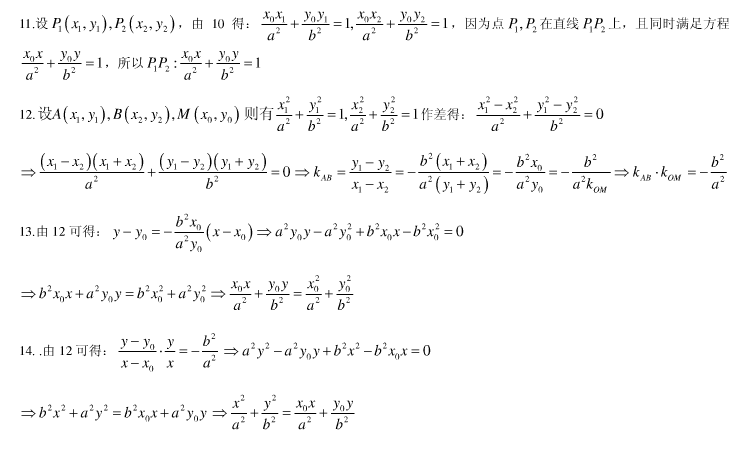 11.设 $P_1(x_1,y_1),P_2(x_2,y_2)$，由 10 得：$\frac{x_0x_1}{a^2}+\frac{y_0y_1}{b^2}=1,\frac{x_0x_2}{a^2}+\frac{y_0y_2}{b^2}=1$，因为点 $P_1,P_2$ 在直线 $P_1P_2$ 上，且同时满足方程
$\frac{x_0x}{a^2}+\frac{y_0y}{b^2}=1$，所以 $P_1P_2:\frac{x_0x}{a^2}+\frac{y_0y}{b^2}=1$
12.设 $A(x_1,y_1),B(x_2,y_2),M(x_0,y_0)$ 则有 $\frac{x_1^2}{a^2}+\frac{y_1^2}{b^2}=1,\frac{x_2^2}{a^2}+\frac{y_2^2}{b^2}=1$ 作差得：$\frac{x_1^2-x_2^2}{a^2}+\frac{y_1^2-y_2^2}{b^2}=0$
$\Rightarrow\frac{(x_1-x_2)(x_1+x_2)}{a^2}+\frac{(y_1-y_2)(y_1+y_2)}{b^2}=0\Rightarrow k_{AB}=\frac{y_1-y_2}{x_1-x_2}=-\frac{b^2(x_1+x_2)}{a^2(y_1+y_2)}=-\frac{b^2x_0}{a^2y_0}=-\frac{b^2}{a^2k_{OM}}\Rightarrow k_{AB}\cdot k_{OM}=-\frac{b^2}{a^2}$
13.由 12 可得：$y-y_0=-\frac{b^2x_0}{a^2y_0}(x-x_0)\Rightarrow a^2y_0y-a^2y_0^2+b^2x_0x-b^2x_0^2=0$
$\Rightarrow b^2x_0x+a^2y_0y=b^2x_0^2+a^2y_0^2\Rightarrow\frac{x_0x}{a^2}+\frac{y_0y}{b^2}=\frac{x_0^2}{a^2}+\frac{y_0^2}{b^2}$
14. .由 12 可得：$\frac{y-y_0}{x-x_0}\cdot\frac{y}{x}=-\frac{b^2}{a^2}\Rightarrow a^2y^2-a^2y_0y+b^2x^2-b^2x_0x=0$
$\Rightarrow b^2x^2+a^2y^2=b^2x_0x+a^2y_0y\Rightarrow\frac{x^2}{a^2}+\frac{y^2}{b^2}=\frac{x_0x}{a^2}+\frac{y_0y}{b^2}$